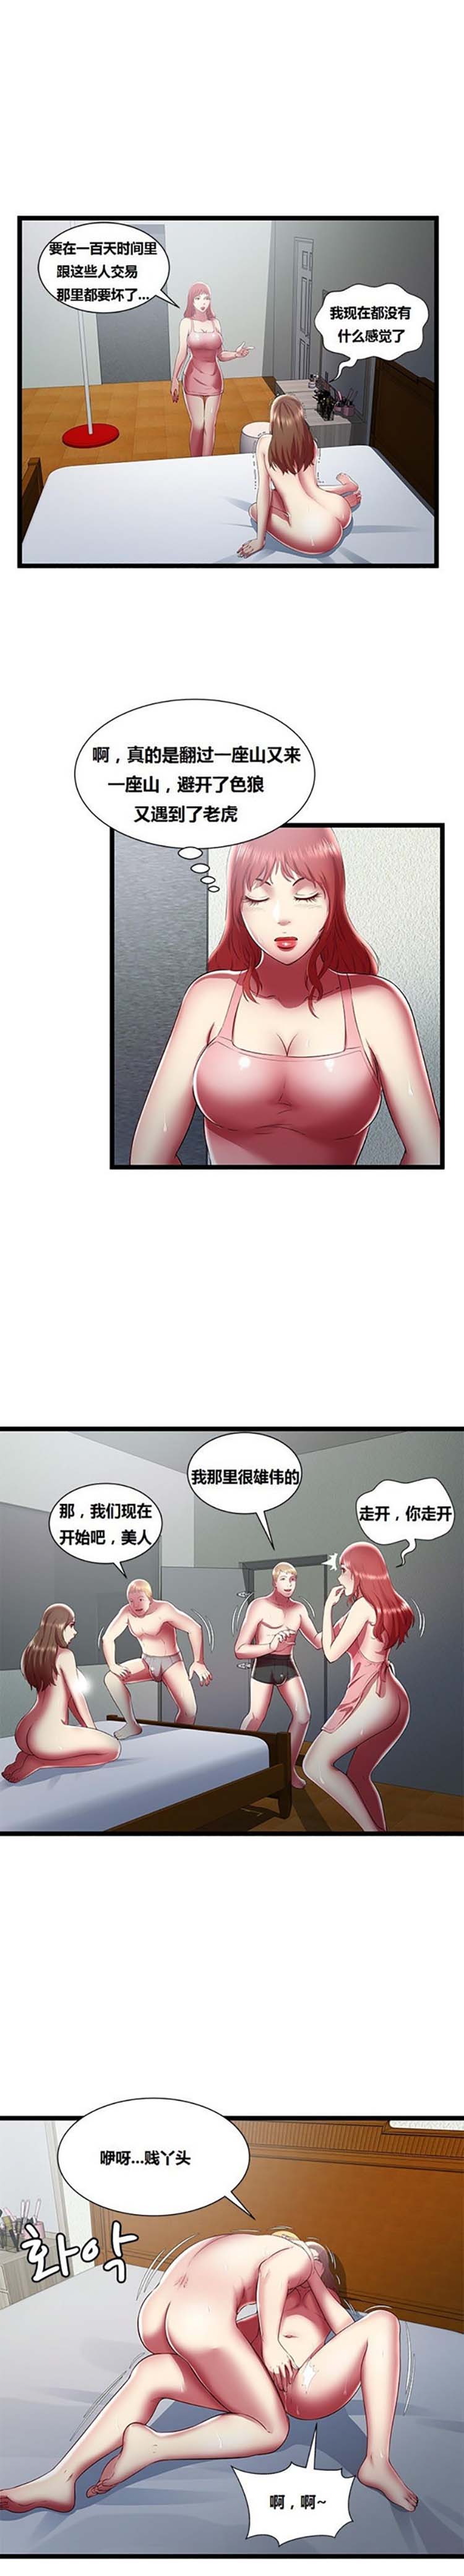 要在一百天时间里
跟这些人交易
那里都要坏了...
我现在都没有
什么感觉了
啊，真的是翻过一座山又来
一座山，避开了色狼
又遇到了老虎
我那里很雄伟的
那，我们现在
开始吧，美人
走开，你走开
咿呀...贱丫头
화악
啊，啊~